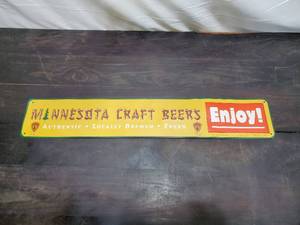 MINNESOTA CRAFT BEERS
AUTHENTIC • LOCALLY BREWED • FRESH
Enjoy!